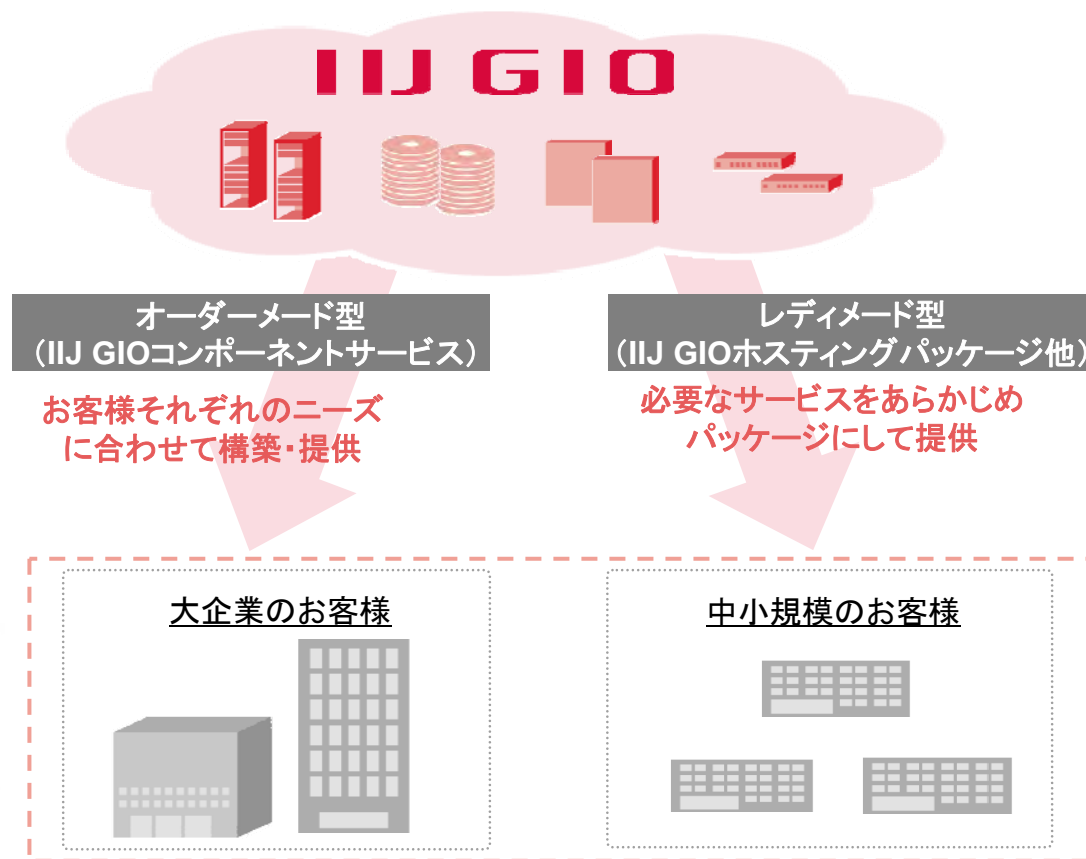 IIJ GIO
オーダーメード型
（IIJ GIOコンポーネントサービス）
お客様それぞれのニーズ
に合わせて構築・提供
レディメード型
（IIJ GIOホスティングパッケージ他）
必要なサービスをあらかじめ
パッケージにして提供
大企業のお客様
中小規模のお客様